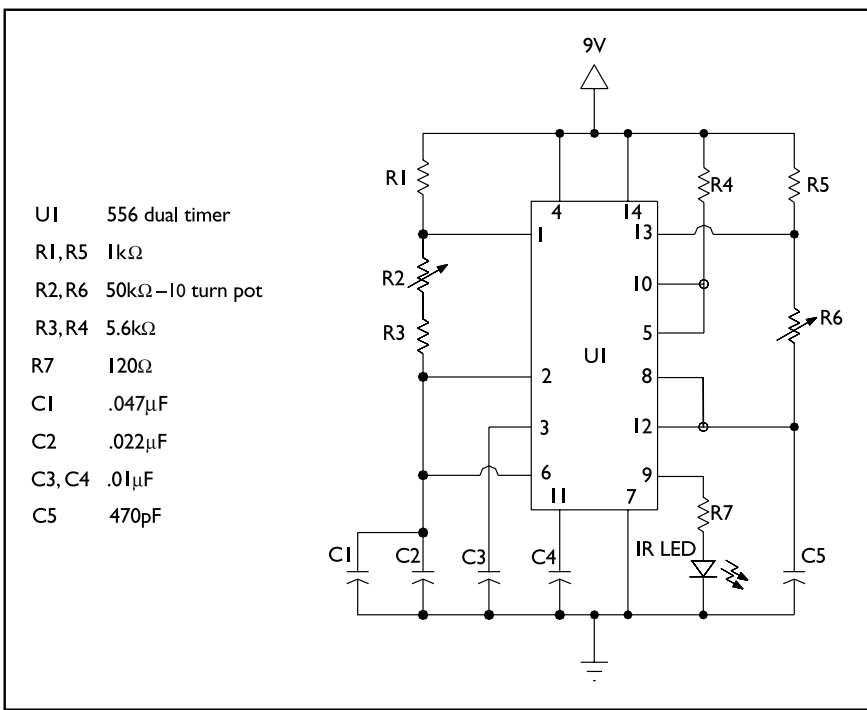 9V
R1
R4
R5
4
14
1
13
R2
10
R6
R3
5
U1
2
8
3
12
6
9
11
7
R7
IR LED
C1
C2
C3
C4
C5
U1 556 dual timer
R1, R5 1kΩ
R2, R6 50kΩ–10 turn pot
R3, R4 5.6kΩ
R7 120Ω
C1 .047μF
C2 .022μF
C3, C4 .01μF
C5 470pF